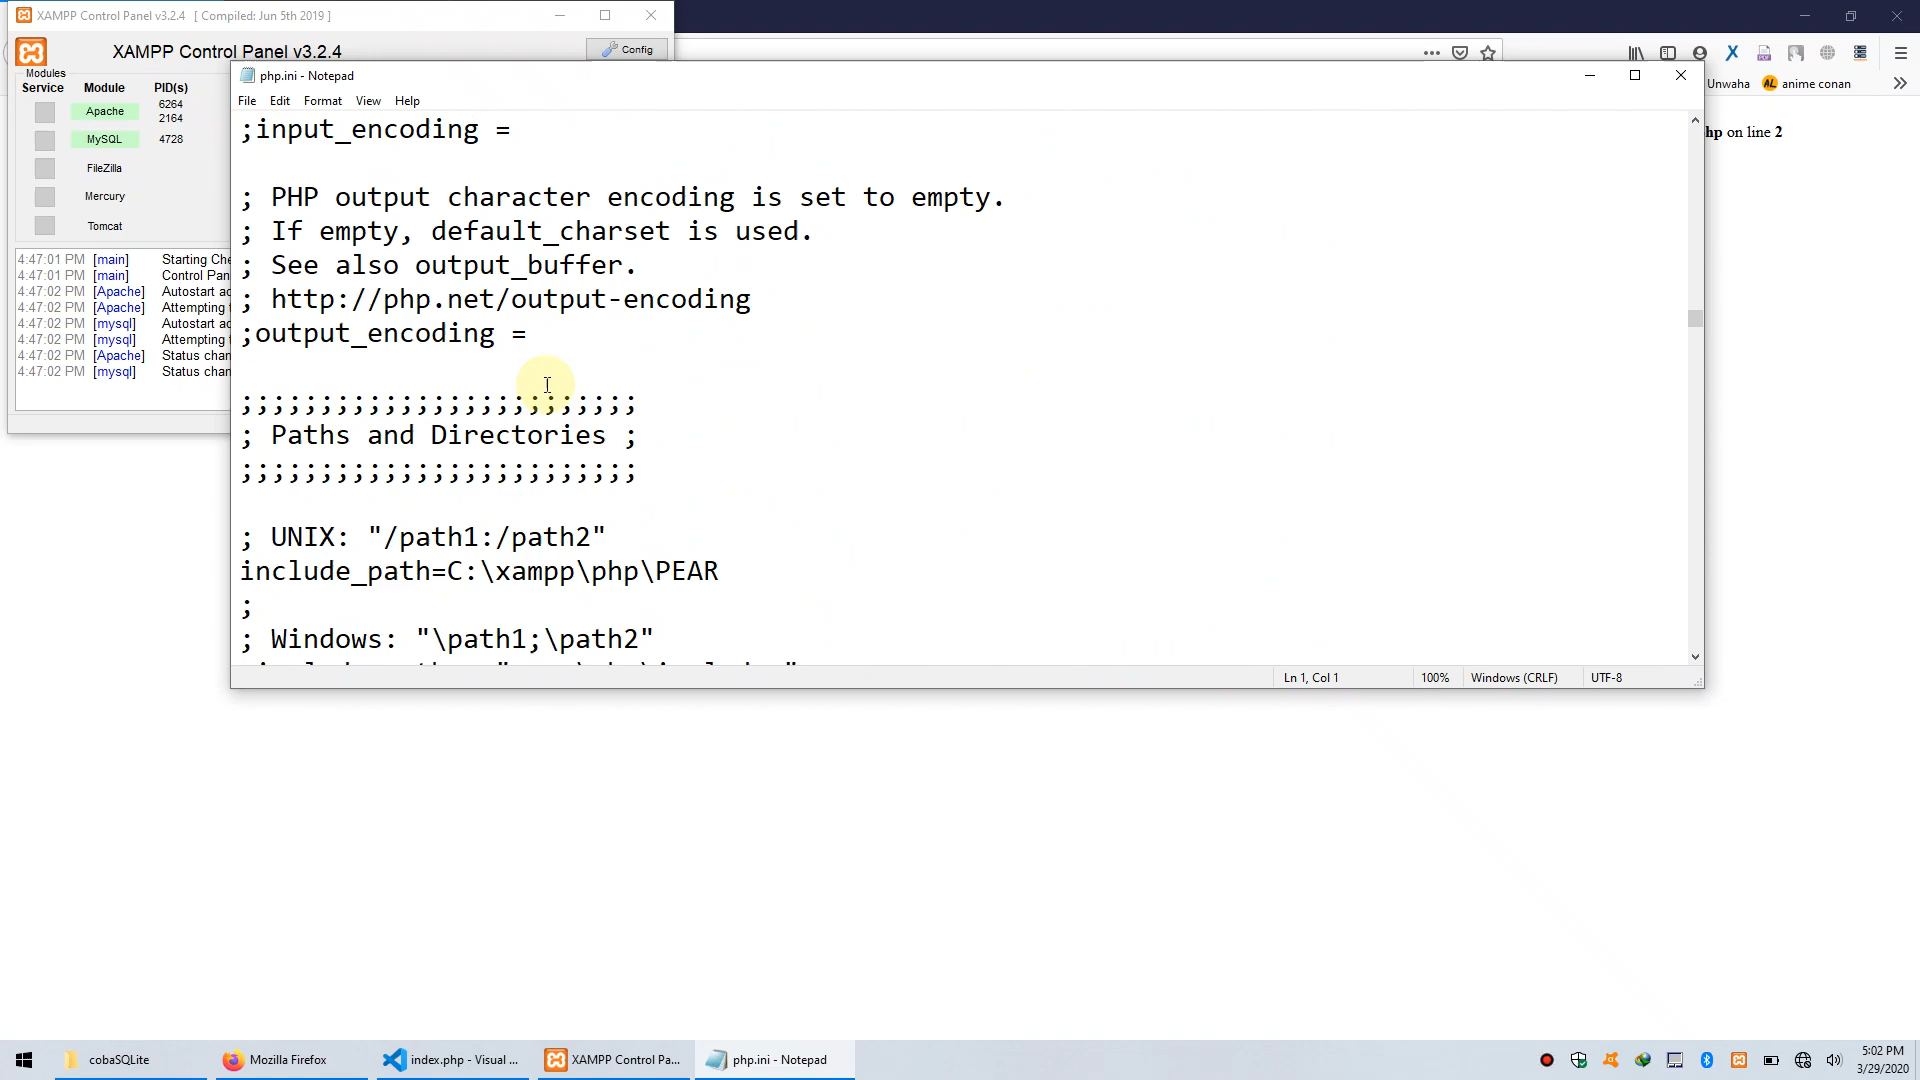 XAMPP Control Panel v3.2.4 [ Compiled: Jun 5th 2019 ]
XAMPP Control Panel v3.2.4
Config
Modules
Service Module PID(s)
Apache 6264
2164
MySQL 4728
FileZilla
Mercury
Tomcat
4:47:01 PM [main] Starting Che
4:47:01 PM [main] Control Pan
4:47:02 PM [Apache] Autostart ac
4:47:02 PM [Apache] Attempting
4:47:02 PM [mysql] Autostart ac
4:47:02 PM [mysql] Attempting
4:47:02 PM [Apache] Status chan
4:47:02 PM [mysql] Status chan
Unwaha anime conan
hp on line 2
php.ini - Notepad
File Edit Format View Help
;input_encoding =
; PHP output character encoding is set to empty.
; If empty, default_charset is used.
; See also output_buffer.
; http://php.net/output-encoding
;output_encoding =
;;;;;;;;;;;;;;;;;;;;;;;;;
; Paths and Directories ;
;;;;;;;;;;;;;;;;;;;;;;;;;
; UNIX: "/path1:/path2"
include_path=C:\xampp\php\PEAR
;
; Windows: "\path1;\path2"
Ln 1, Col 1 100% Windows (CRLF) UTF-8
cobaSQLite Mozilla Firefox index.php - Visual ... XAMPP Control Pa... php.ini - Notepad
5:02 PM
3/29/2020